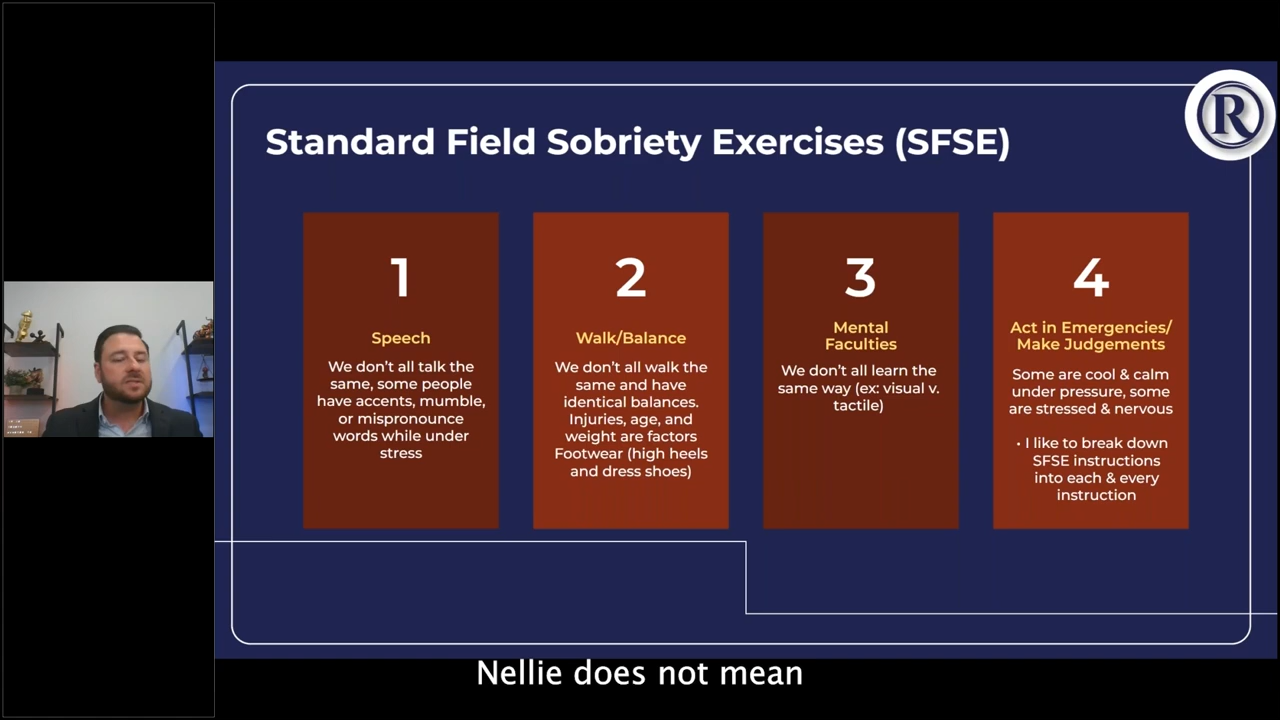 R
Standard Field Sobriety Exercises (SFSE)
1
Speech
We don't all talk the
same, some people
have accents, mumble,
or mispronounce
words while under
stress
2
Walk/Balance
We don't all walk the
same and have
identical balances.
Injuries, age, and
weight are factors
Footwear (high heels
and dress shoes)
3
Mental
Faculties
We don't all learn the
same way (ex: visual v.
tactile)
4
Act in Emergencies/
Make Judgements
Some are cool & calm
under pressure, some
are stressed & nervous
• I like to break down
SFSE instructions
into each & every
instruction
Nellie does not mean